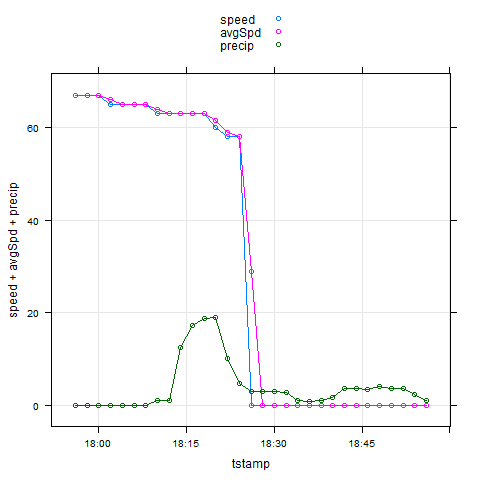 speed
avgSpd
precip
speed + avgSpd + precip
60
40
20
0
18:00 18:15 18:30 18:45
tstamp